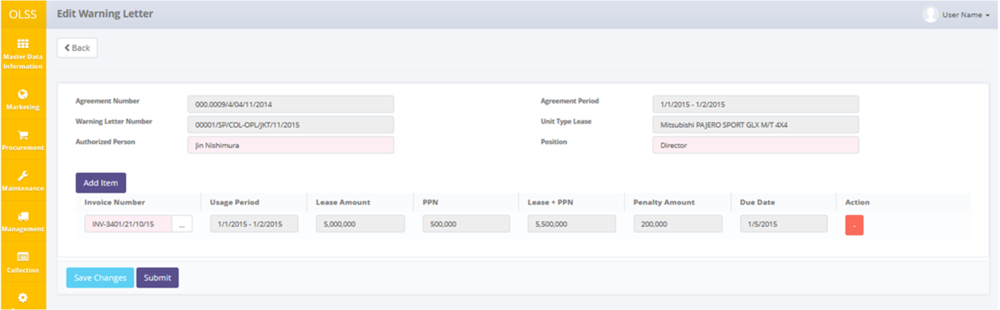 OLSS
Edit Warning Letter
User Name
Master Data
Information
Marketing
Procurement
Maintenance
Management
Collection
Back
Agreement Number
000.0009/4/04/11/2014
Agreement Period
1/1/2015 - 1/2/2015
Warning Letter Number
00001/SP/COL-OPL/JKT/11/2015
Unit Type Lease
Mitsubishi PAJERO SPORT GLX M/T 4X4
Authorized Person
Jin Nishimura
Position
Director
Add Item
Invoice Number Usage Period Lease Amount PPN Lease + PPN Penalty Amount Due Date Action
INV-3401/21/10/15 ... 1/1/2015 - 1/2/2015 5,000,000 500,000 5,500,000 200,000 1/5/2015 -
Save Changes Submit